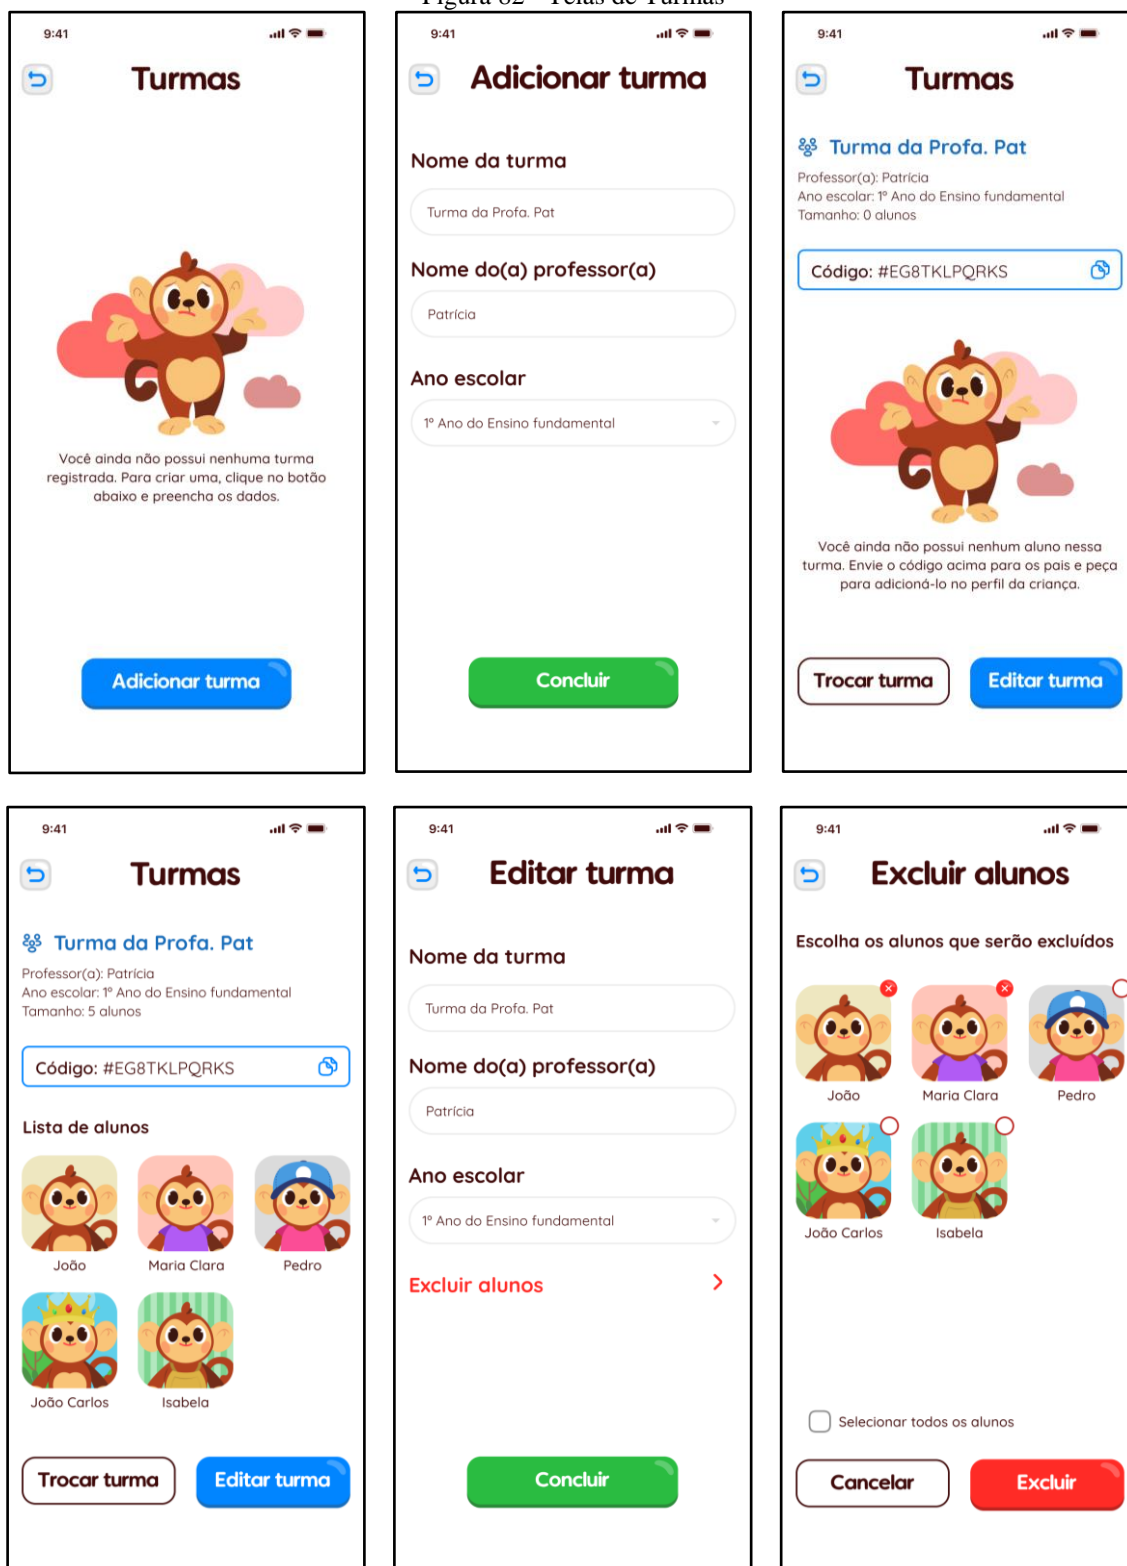 Figura 82 - Telas de Turmas
9:41
Turmas
Você ainda não possui nenhuma turma
registrada. Para criar uma, clique no botão
abaixo e preencha os dados.
Adicionar turma
9:41
Adicionar turma
Nome da turma
Turma da Profa. Pat
Nome do(a) professor(a)
Patrícia
Ano escolar
1º Ano do Ensino fundamental
Concluir
9:41
Turmas
Turma da Profa. Pat
Professor(a): Patrícia
Ano escolar: 1º Ano do Ensino fundamental
Tamanho: 0 alunos
Código: #EG8TKLPQRKS
Você ainda não possui nenhum aluno nessa
turma. Envie o código acima para os pais e peça
para adicioná-lo no perfil da criança.
Trocar turma
Editar turma
9:41
Turmas
Turma da Profa. Pat
Professor(a): Patrícia
Ano escolar: 1º Ano do Ensino fundamental
Tamanho: 5 alunos
Código: #EG8TKLPQRKS
Lista de alunos
João
Maria Clara
Pedro
João Carlos
Isabela
Trocar turma
Editar turma
9:41
Editar turma
Nome da turma
Turma da Profa. Pat
Nome do(a) professor(a)
Patrícia
Ano escolar
1º Ano do Ensino fundamental
Excluir alunos
Concluir
9:41
Excluir alunos
Escolha os alunos que serão excluídos
João
Maria Clara
Pedro
João Carlos
Isabela
Selecionar todos os alunos
Cancelar
Excluir